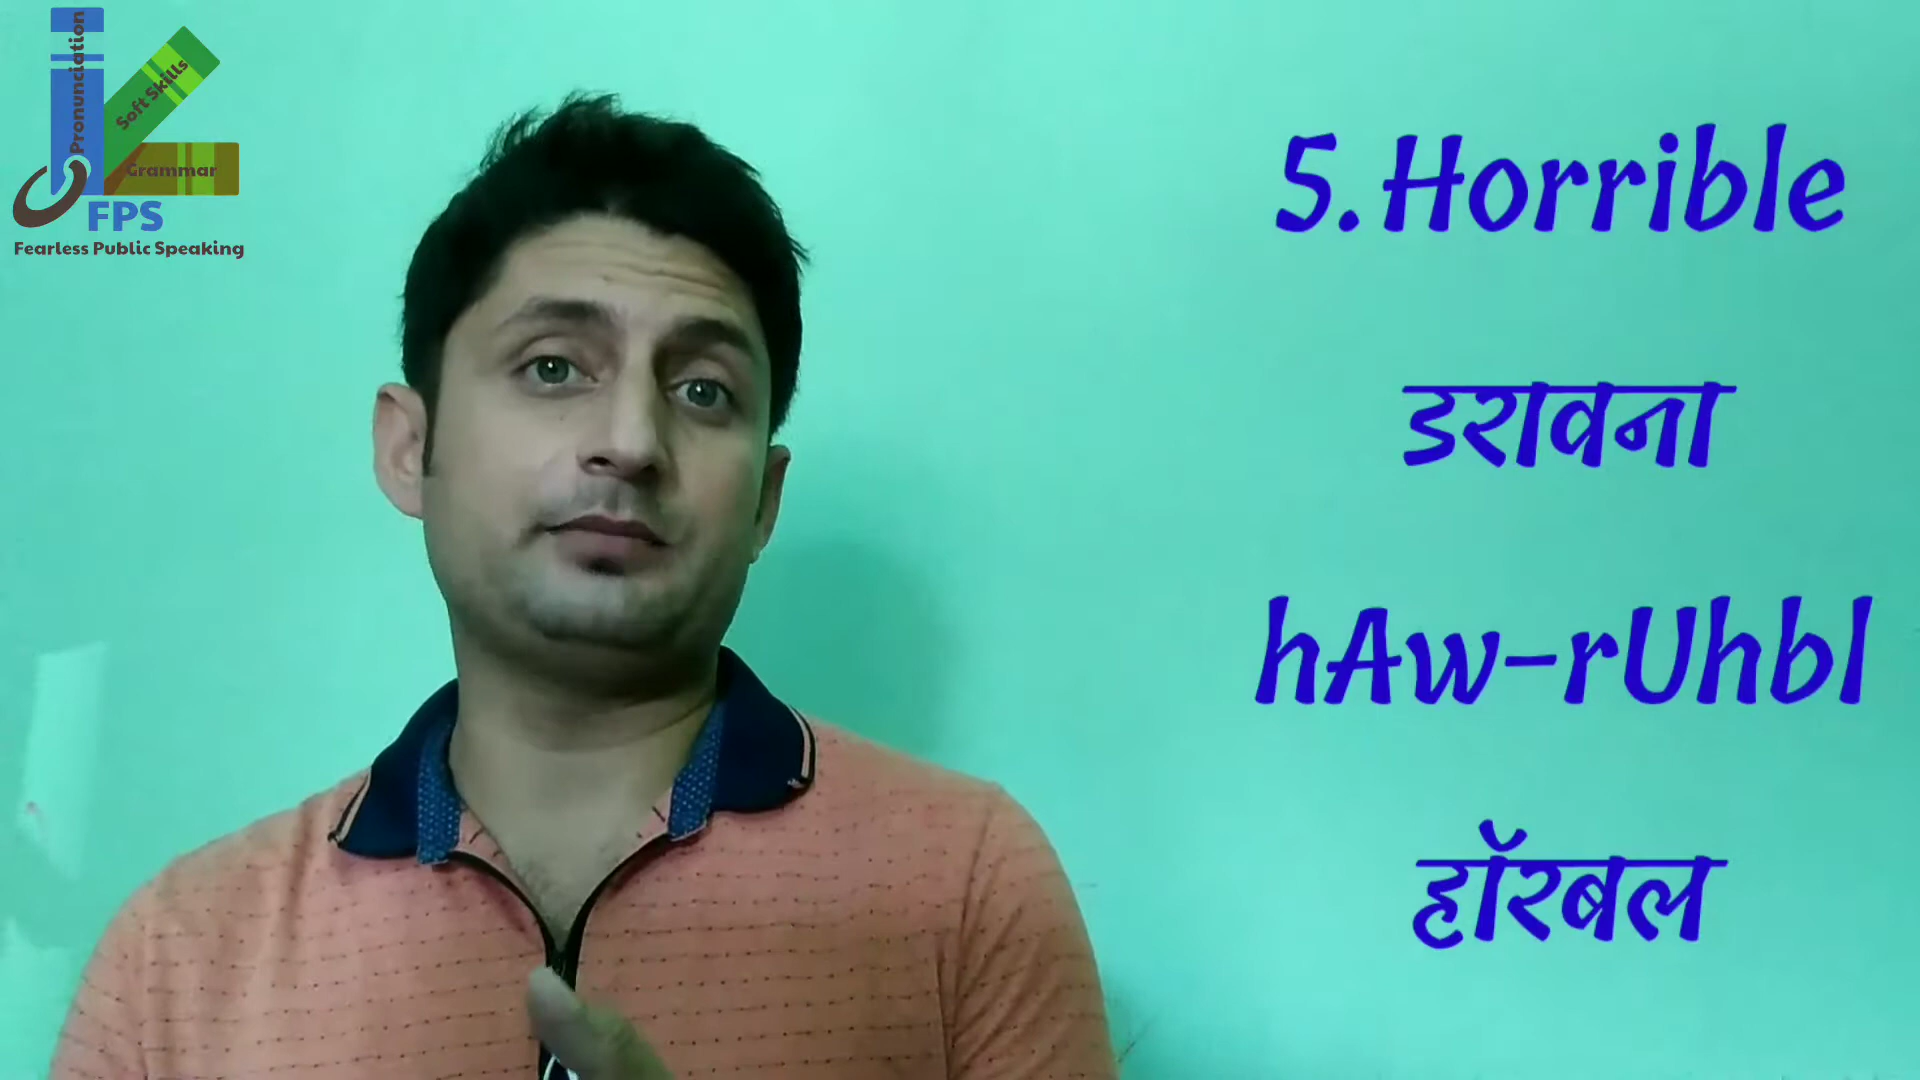 Pronunciation
Soft Skills
Grammar
FPS
Fearless Public Speaking
5. Horrible
डरावना
hAw-rUhbl
हॉरबल